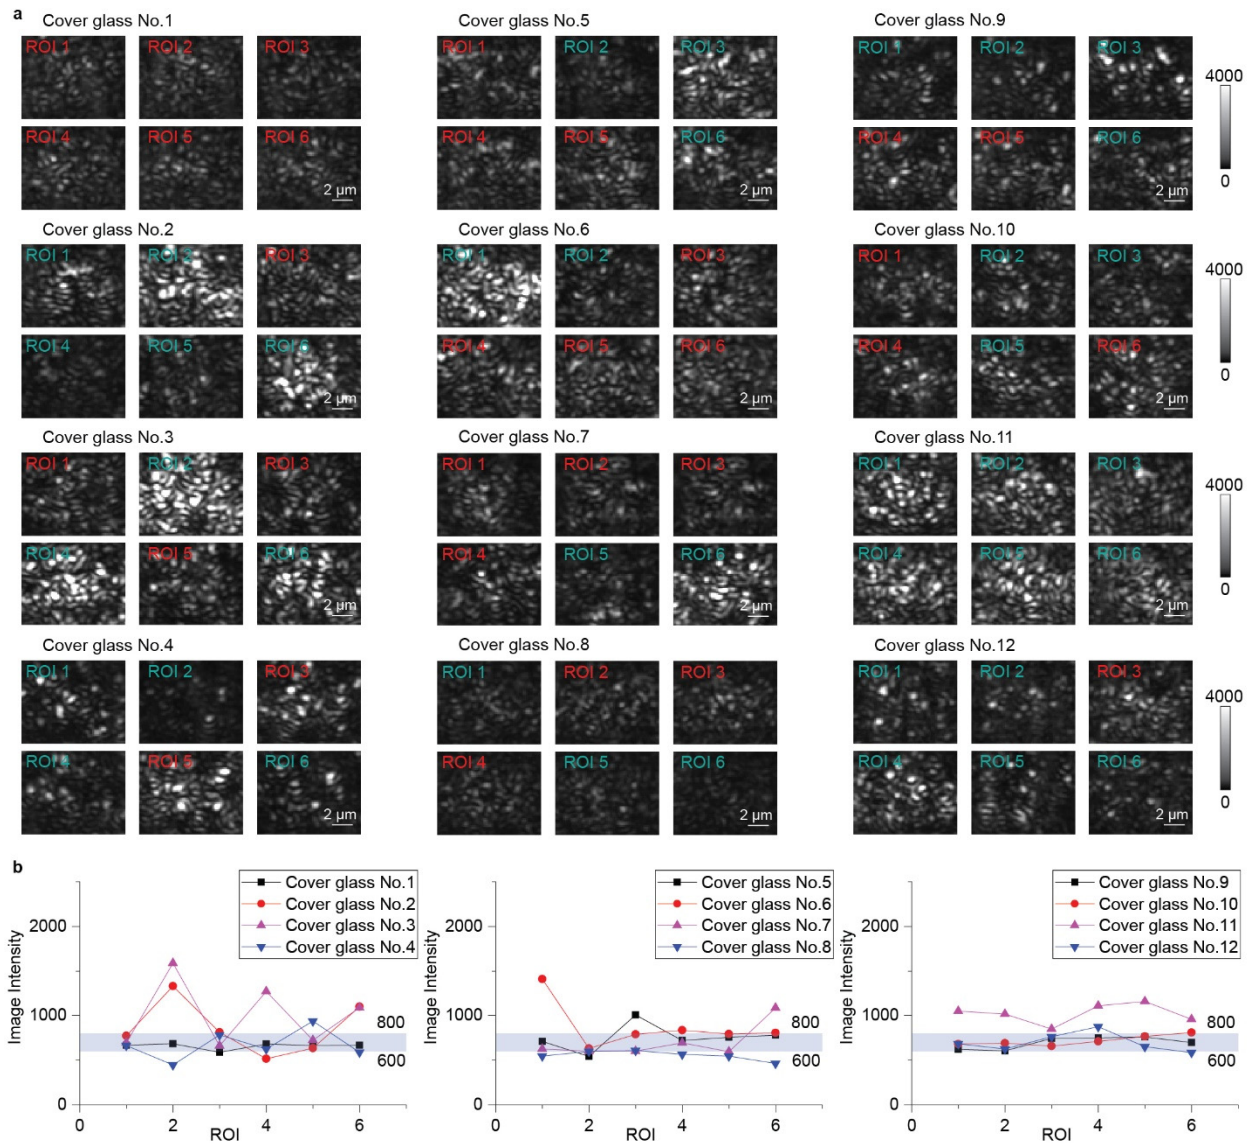 a
Cover glass No.1
ROI 1 ROI 2 ROI 3
ROI 4 ROI 5 ROI 6
2 µm
Cover glass No.2
ROI 1 ROI 2 ROI 3
ROI 4 ROI 5 ROI 6
2 µm
Cover glass No.3
ROI 1 ROI 2 ROI 3
ROI 4 ROI 5 ROI 6
2 µm
Cover glass No.4
ROI 1 ROI 2 ROI 3
ROI 4 ROI 5 ROI 6
2 µm
Cover glass No.5
ROI 1 ROI 2 ROI 3
ROI 4 ROI 5 ROI 6
2 µm
Cover glass No.6
ROI 1 ROI 2 ROI 3
ROI 4 ROI 5 ROI 6
2 µm
Cover glass No.7
ROI 1 ROI 2 ROI 3
ROI 4 ROI 5 ROI 6
2 µm
Cover glass No.8
ROI 1 ROI 2 ROI 3
ROI 4 ROI 5 ROI 6
2 µm
Cover glass No.9
ROI 1 ROI 2 ROI 3
ROI 4 ROI 5 ROI 6
2 µm
4000
0
Cover glass No.10
ROI 1 ROI 2 ROI 3
ROI 4 ROI 5 ROI 6
2 µm
4000
0
Cover glass No.11
ROI 1 ROI 2 ROI 3
ROI 4 ROI 5 ROI 6
2 µm
4000
0
Cover glass No.12
ROI 1 ROI 2 ROI 3
ROI 4 ROI 5 ROI 6
2 µm
4000
0
b
Image Intensity
2000
1000
0
Cover glass No.1
Cover glass No.2
Cover glass No.3
Cover glass No.4
800
600
0 2 4 6
ROI
Image Intensity
2000
1000
0
Cover glass No.5
Cover glass No.6
Cover glass No.7
Cover glass No.8
800
600
0 2 4 6
ROI
Image Intensity
2000
1000
0
Cover glass No.9
Cover glass No.10
Cover glass No.11
Cover glass No.12
800
600
0 2 4 6
ROI